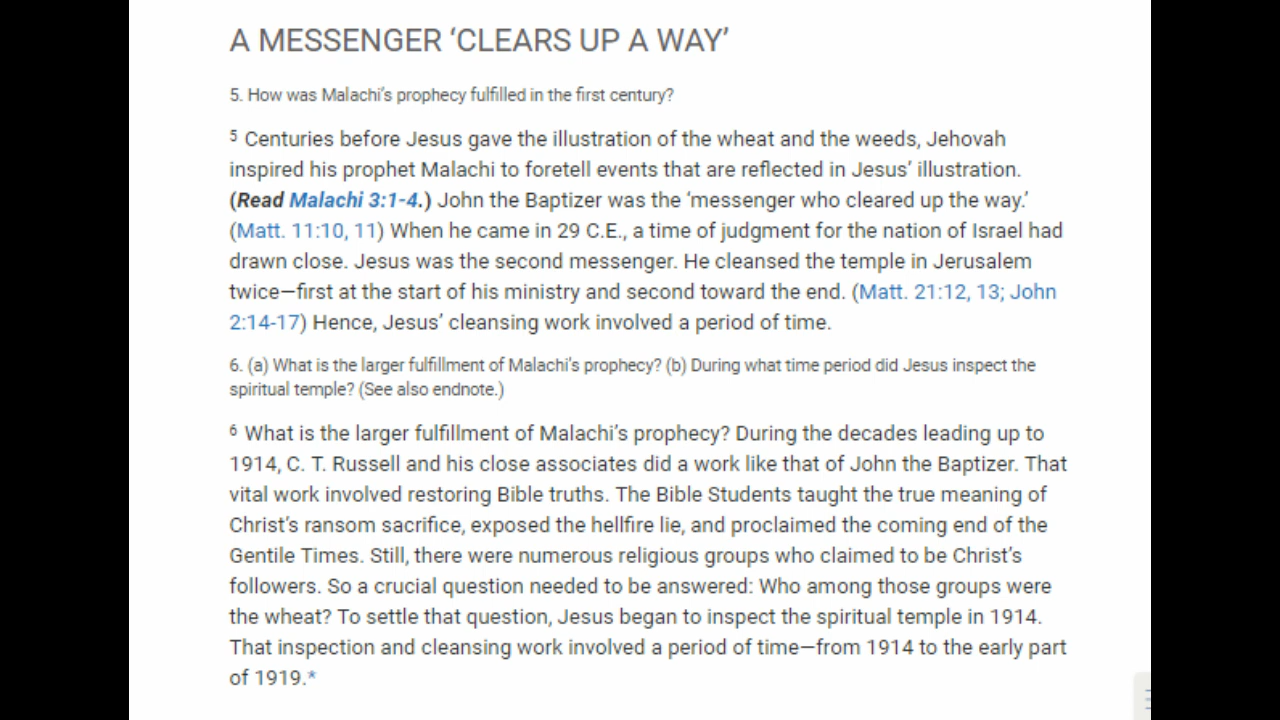 A MESSENGER ‘CLEARS UP A WAY’
5. How was Malachi’s prophecy fulfilled in the first century?
5 Centuries before Jesus gave the illustration of the wheat and the weeds, Jehovah
inspired his prophet Malachi to foretell events that are reflected in Jesus’ illustration.
(Read Malachi 3:1-4.) John the Baptizer was the ‘messenger who cleared up the way.’
(Matt. 11:10, 11) When he came in 29 C.E., a time of judgment for the nation of Israel had
drawn close. Jesus was the second messenger. He cleansed the temple in Jerusalem
twice—first at the start of his ministry and second toward the end. (Matt. 21:12, 13; John
2:14-17) Hence, Jesus’ cleansing work involved a period of time.
6. (a) What is the larger fulfillment of Malachi’s prophecy? (b) During what time period did Jesus inspect the
spiritual temple? (See also endnote.)
6 What is the larger fulfillment of Malachi’s prophecy? During the decades leading up to
1914, C. T. Russell and his close associates did a work like that of John the Baptizer. That
vital work involved restoring Bible truths. The Bible Students taught the true meaning of
Christ’s ransom sacrifice, exposed the hellfire lie, and proclaimed the coming end of the
Gentile Times. Still, there were numerous religious groups who claimed to be Christ’s
followers. So a crucial question needed to be answered: Who among those groups were
the wheat? To settle that question, Jesus began to inspect the spiritual temple in 1914.
That inspection and cleansing work involved a period of time—from 1914 to the early part
of 1919.*